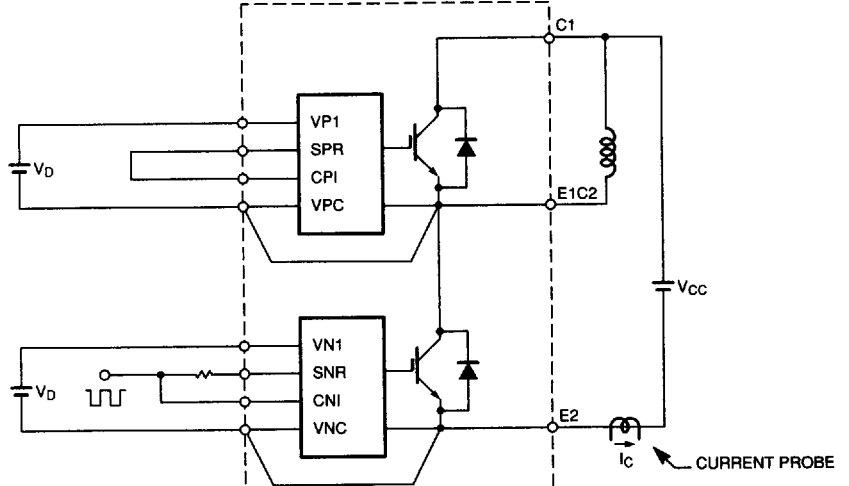 C1
VP1
SPR
CPI
VPC
VD
E1C2
VCC
VN1
SNR
CNI
VNC
VD
E2
IC
CURRENT PROBE